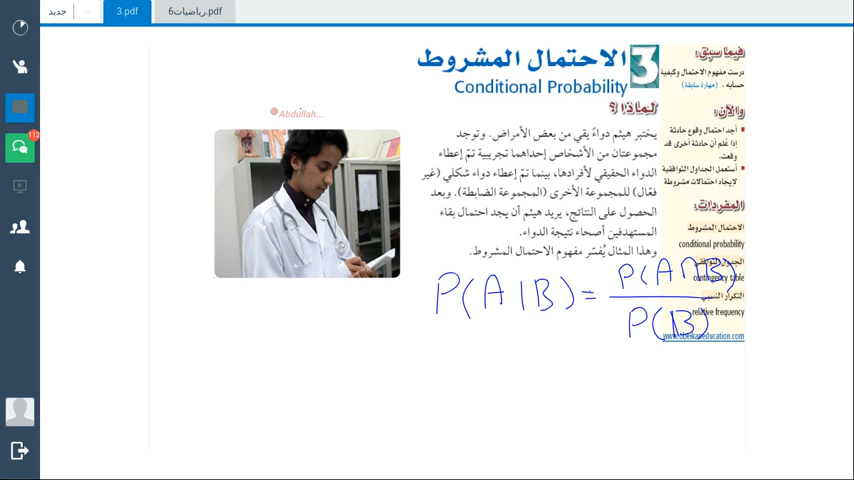 جديد
3.pdf
رياضيات6.pdf
112
3
الاحتمال المشروط
Conditional Probability
لماذا؟
يختبر هيثم دواءً يقي من بعض الأمراض. وتوجد
مجموعتان من الأشخاص إحداهما تجريبية تمّ إعطاء
الدواء الحقيقي لأفرادها، بينما تمّ إعطاء دواء شكلي (غير
فعّال) للمجموعة الأخرى (المجموعة الضابطة). وبعد
الحصول على النتائج، يريد هيثم أن يجد احتمال بقاء
المستهدفين أصحاء نتيجة الدواء.
وهذا المثال يُفسّر مفهوم الاحتمال المشروط.
Abdullah...
P(A|B) = P(A∩B)
P(B)
فيما سبق:
درست مفهوم الاحتمال وكيفية
حسابه. (مهارة سابقة)
والآن:
أجد احتمال وقوع حادثة
إذا عُلم أن حادثة أخرى قد
وقعت.
أستعمل الجداول التوافقية
لإيجاد احتمالات مشروطة
المفردات:
الاحتمال المشروط
conditional probability
الجدول التوافقي
contingency table
التكرار النسبي
relative frequency
www.obeikaneducation.com